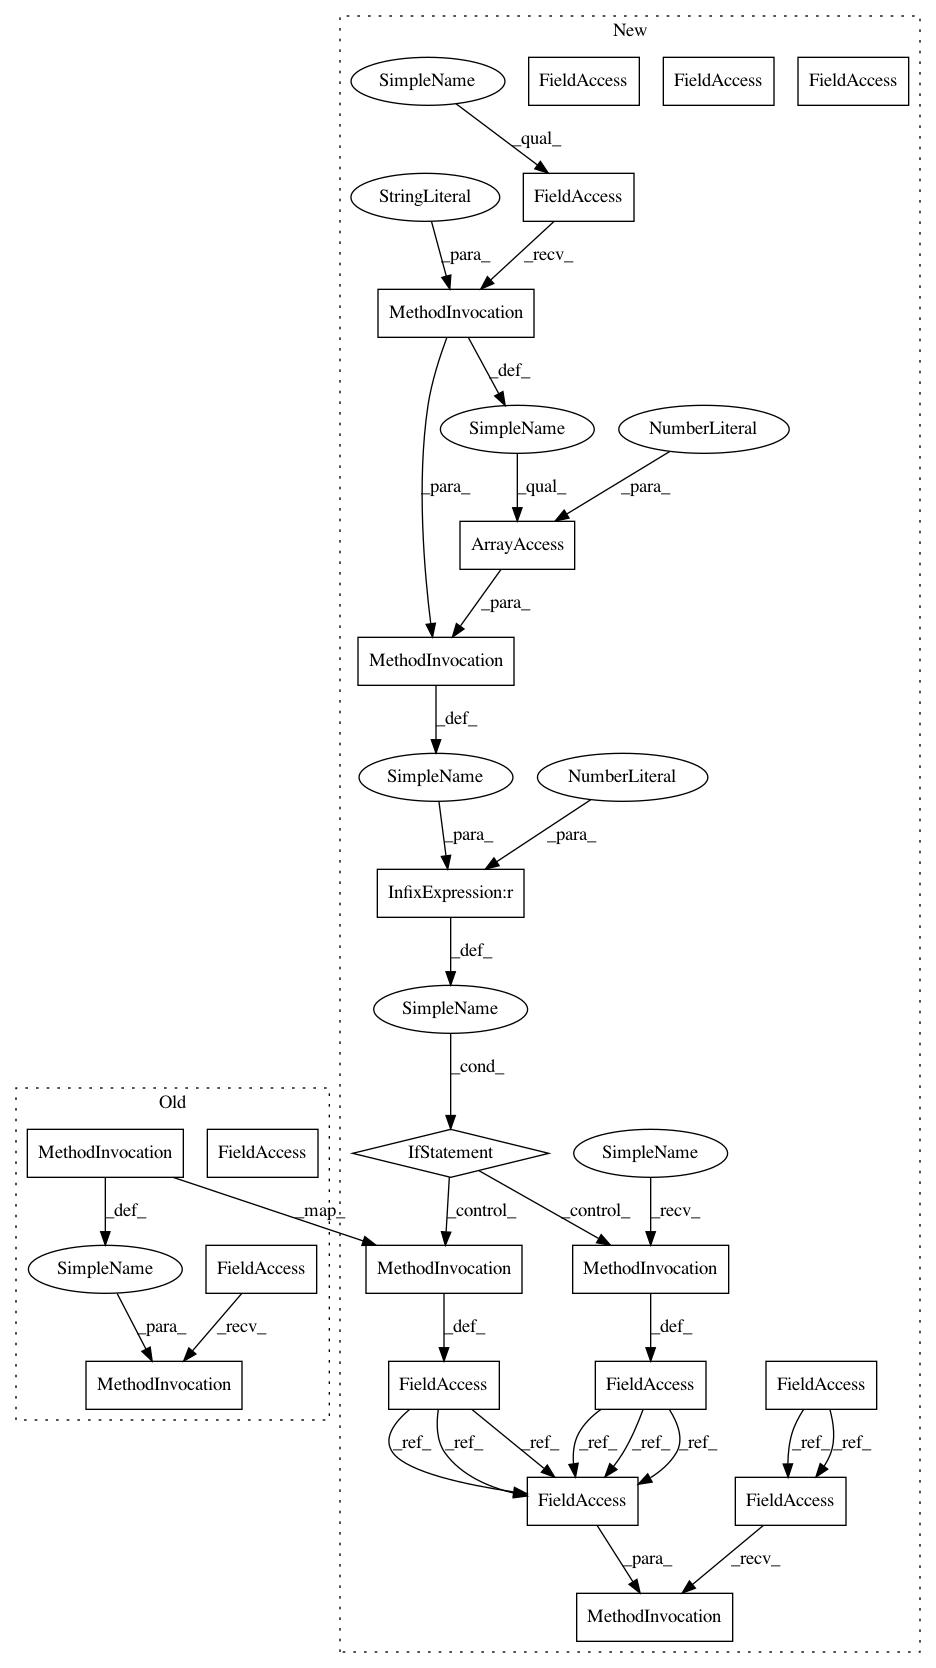 New
SimpleName
FieldAccess
FieldAccess
FieldAccess
_qual_
StringLiteral
FieldAccess
_para_
_recv_
MethodInvocation
_def_
SimpleName
NumberLiteral
_para_
_qual_
_para_
ArrayAccess
_para_
MethodInvocation
_def_
SimpleName
NumberLiteral
_para_
_para_
InfixExpression:r
_def_
SimpleName
_cond_
Old
MethodInvocation
FieldAccess
IfStatement
SimpleName
_def_
_map_
_control_
_control_
_recv_
SimpleName
FieldAccess
MethodInvocation
MethodInvocation
_para_
_recv_
_def_
_def_
MethodInvocation
FieldAccess
FieldAccess
FieldAccess
_ref_
_ref_
_ref_
_ref_
_ref_
_ref_
_ref_
_ref_
FieldAccess
FieldAccess
_para_
_recv_
MethodInvocation